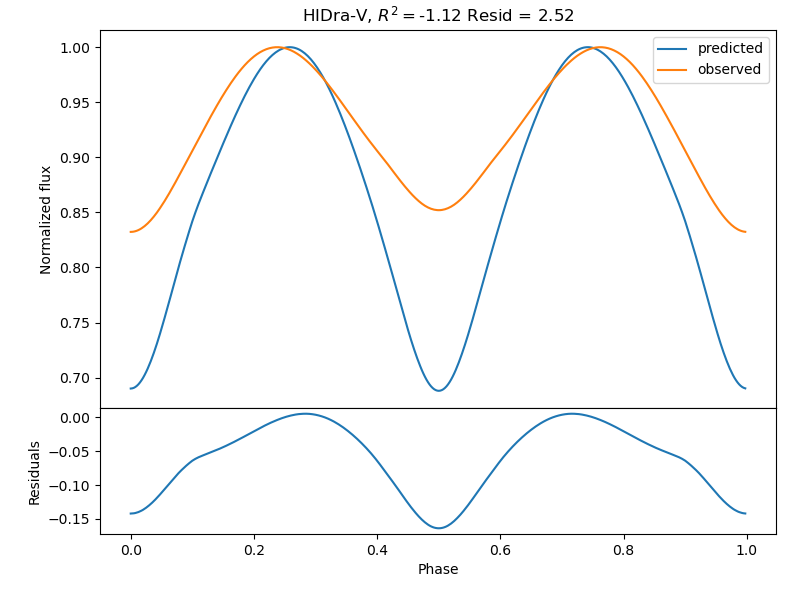 HIDra-V, R² = -1.12 Resid = 2.52
predicted
observed
Normalized flux
1.00
0.95
0.90
0.85
0.80
0.75
0.70
Residuals
0.00
−0.05
−0.10
−0.15
0.0 0.2 0.4 0.6 0.8 1.0
Phase